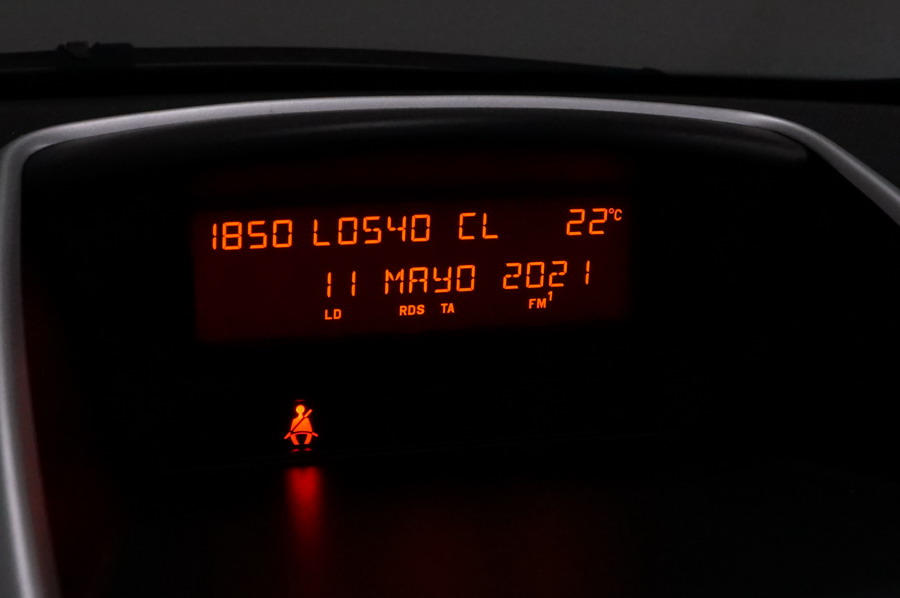 1850 LOS40 CL 22°C
11 MAYO 2021
LD RDS TA FM1